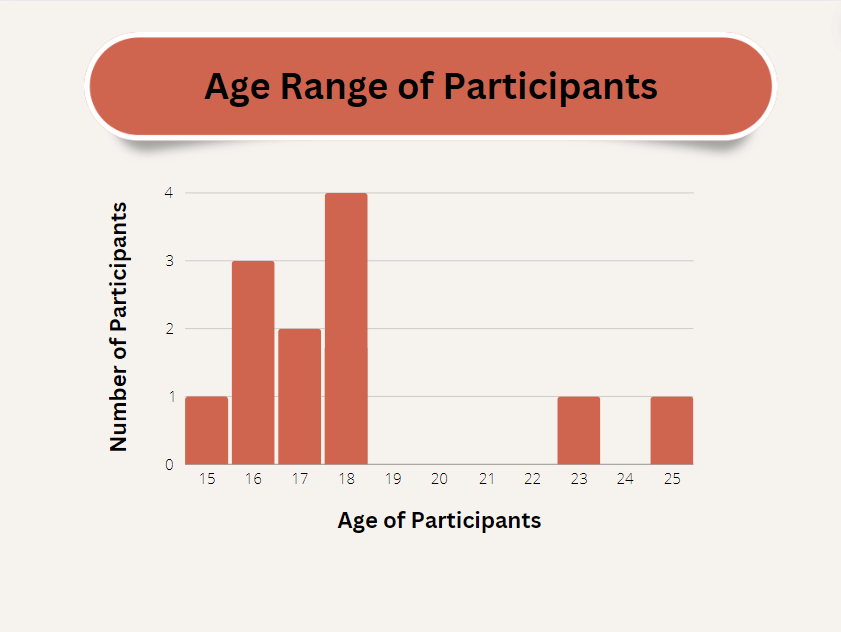 Age Range of Participants
Number of Participants
4
3
2
1
0
15 16 17 18 19 20 21 22 23 24 25
Age of Participants